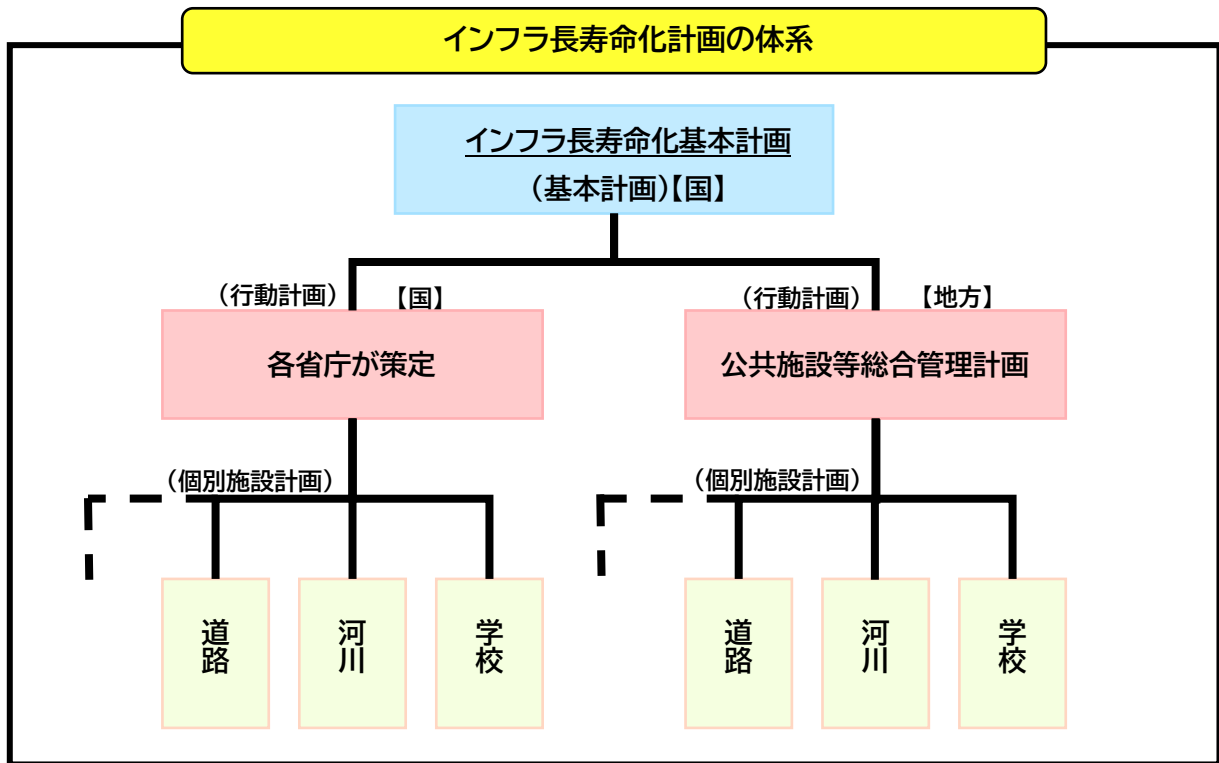 インフラ長寿命化計画の体系
インフラ長寿命化基本計画
（基本計画）【国】
（行動計画） 【国】
各省庁が策定
（行動計画） 【地方】
公共施設等総合管理計画
（個別施設計画）
道路
河川
学校
（個別施設計画）
道路
河川
学校